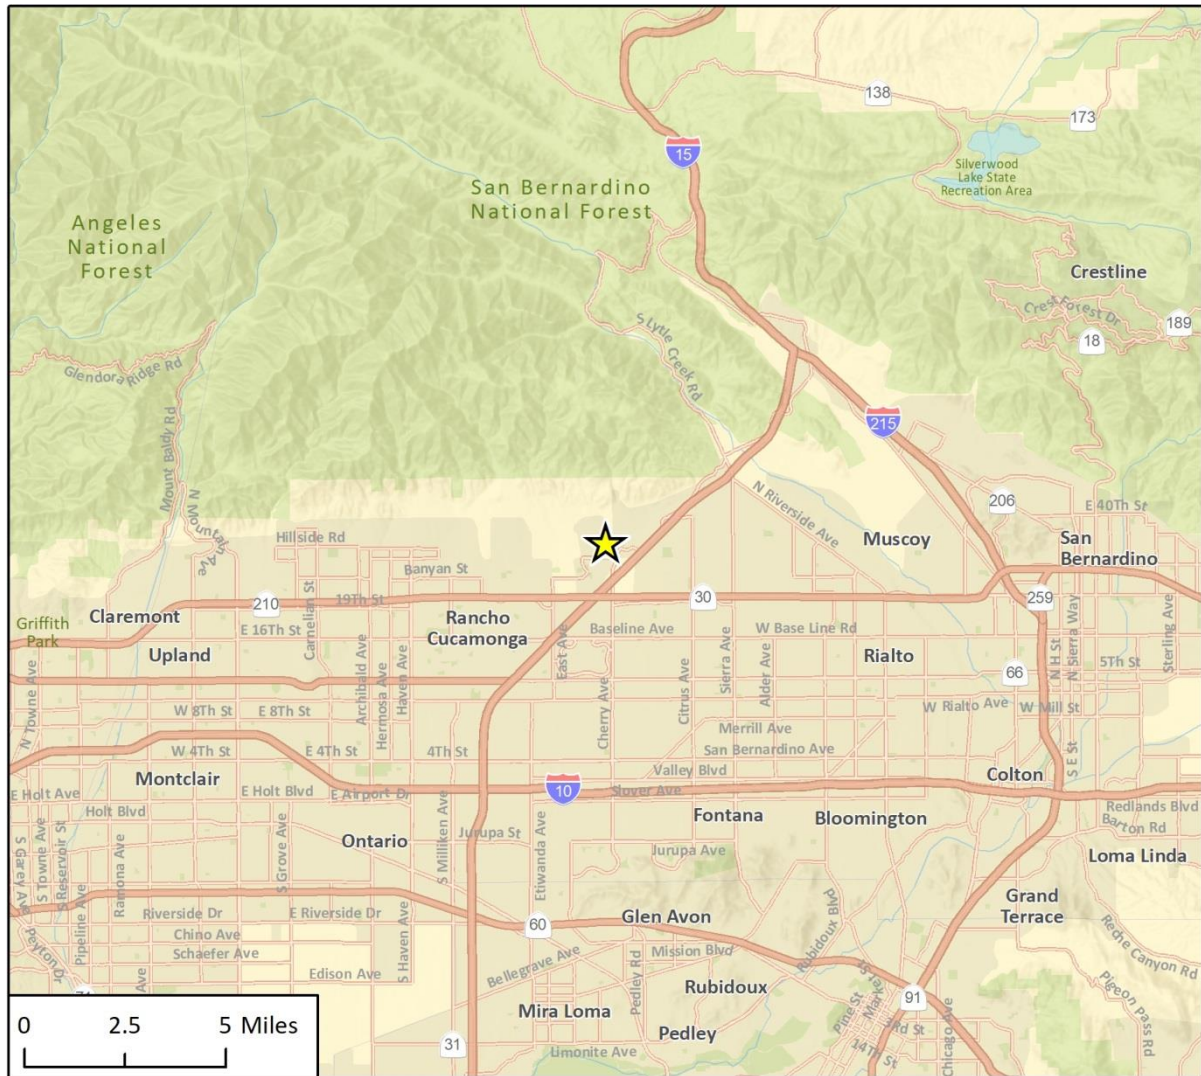 138
173
15
Silverwood
Lake State
Recreation Area
San Bernardino
National Forest
Angeles
National
Forest
Crestline
Crest Forest Dr
189
18
S Lytle Creek Rd
Glendora Ridge Rd
Mount Baldy Rd
215
N Mountain Ave
N Riverside Ave
206
E 40Th St
Hillside Rd
Muscoy
San
Bernardino
Banyan St
210
19Th St
30
259
Claremont
Griffith
Park
E 16Th St
Carnelian St
Rancho
Cucamonga
Baseline Ave
W Base Line Rd
Upland
Archibald Ave
Hermosa Ave
Haven Ave
East Ave
Cherry Ave
Citrus Ave
Sierra Ave
Alder Ave
Rialto
66
N H St
N Sierra Way
5Th St
Sterling Ave
N Towne Ave
W 8Th St
E 8Th St
W Rialto Ave
W Mill St
Merrill Ave
W 4Th St
E 4Th St
4Th St
San Bernardino Ave
S E St
Montclair
Valley Blvd
Colton
E Holt Ave
E Holt Blvd
E Airport Dr
10
Slover Ave
Redlands Blvd
Holt Blvd
Fontana
Bloomington
Barton Rd
Ontario
Jurupa St
Jurupa Ave
Loma Linda
S Garey Ave
S Towne Ave
S Reservoir St
Pipeline Ave
Ramona Ave
S Grove Ave
S Milliken Ave
Etiwanda Ave
Grand
Terrace
Riverside Dr
E Riverside Dr
60
Glen Avon
Rubidoux Blvd
Reche Canyon Rd
Chino Ave
Schaefer Ave
S Haven Ave
Mission Blvd
Peyton Dr
Edison Ave
Bellegrave Ave
Pedley Rd
Rubidoux
Pigeon Pass Rd
71
Ave
Mira Loma
Pine St
Market St
91
3Rd St
Pedley
14Th St
Chicago Ave
31
Limonite Ave
0 2.5 5 Miles